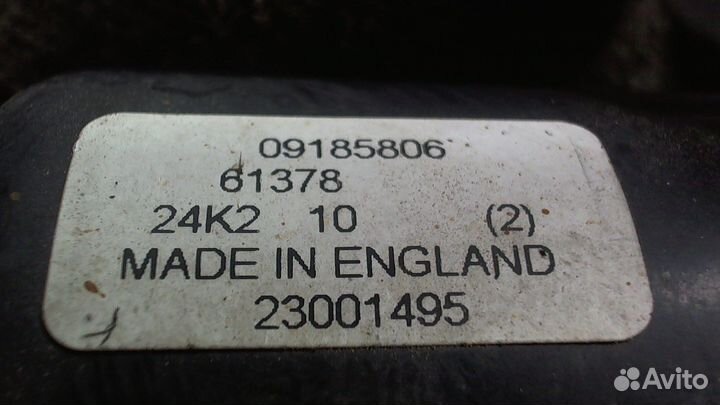 09185806
61378
24K2 10 (2)
MADE IN ENGLAND
23001495
Avito